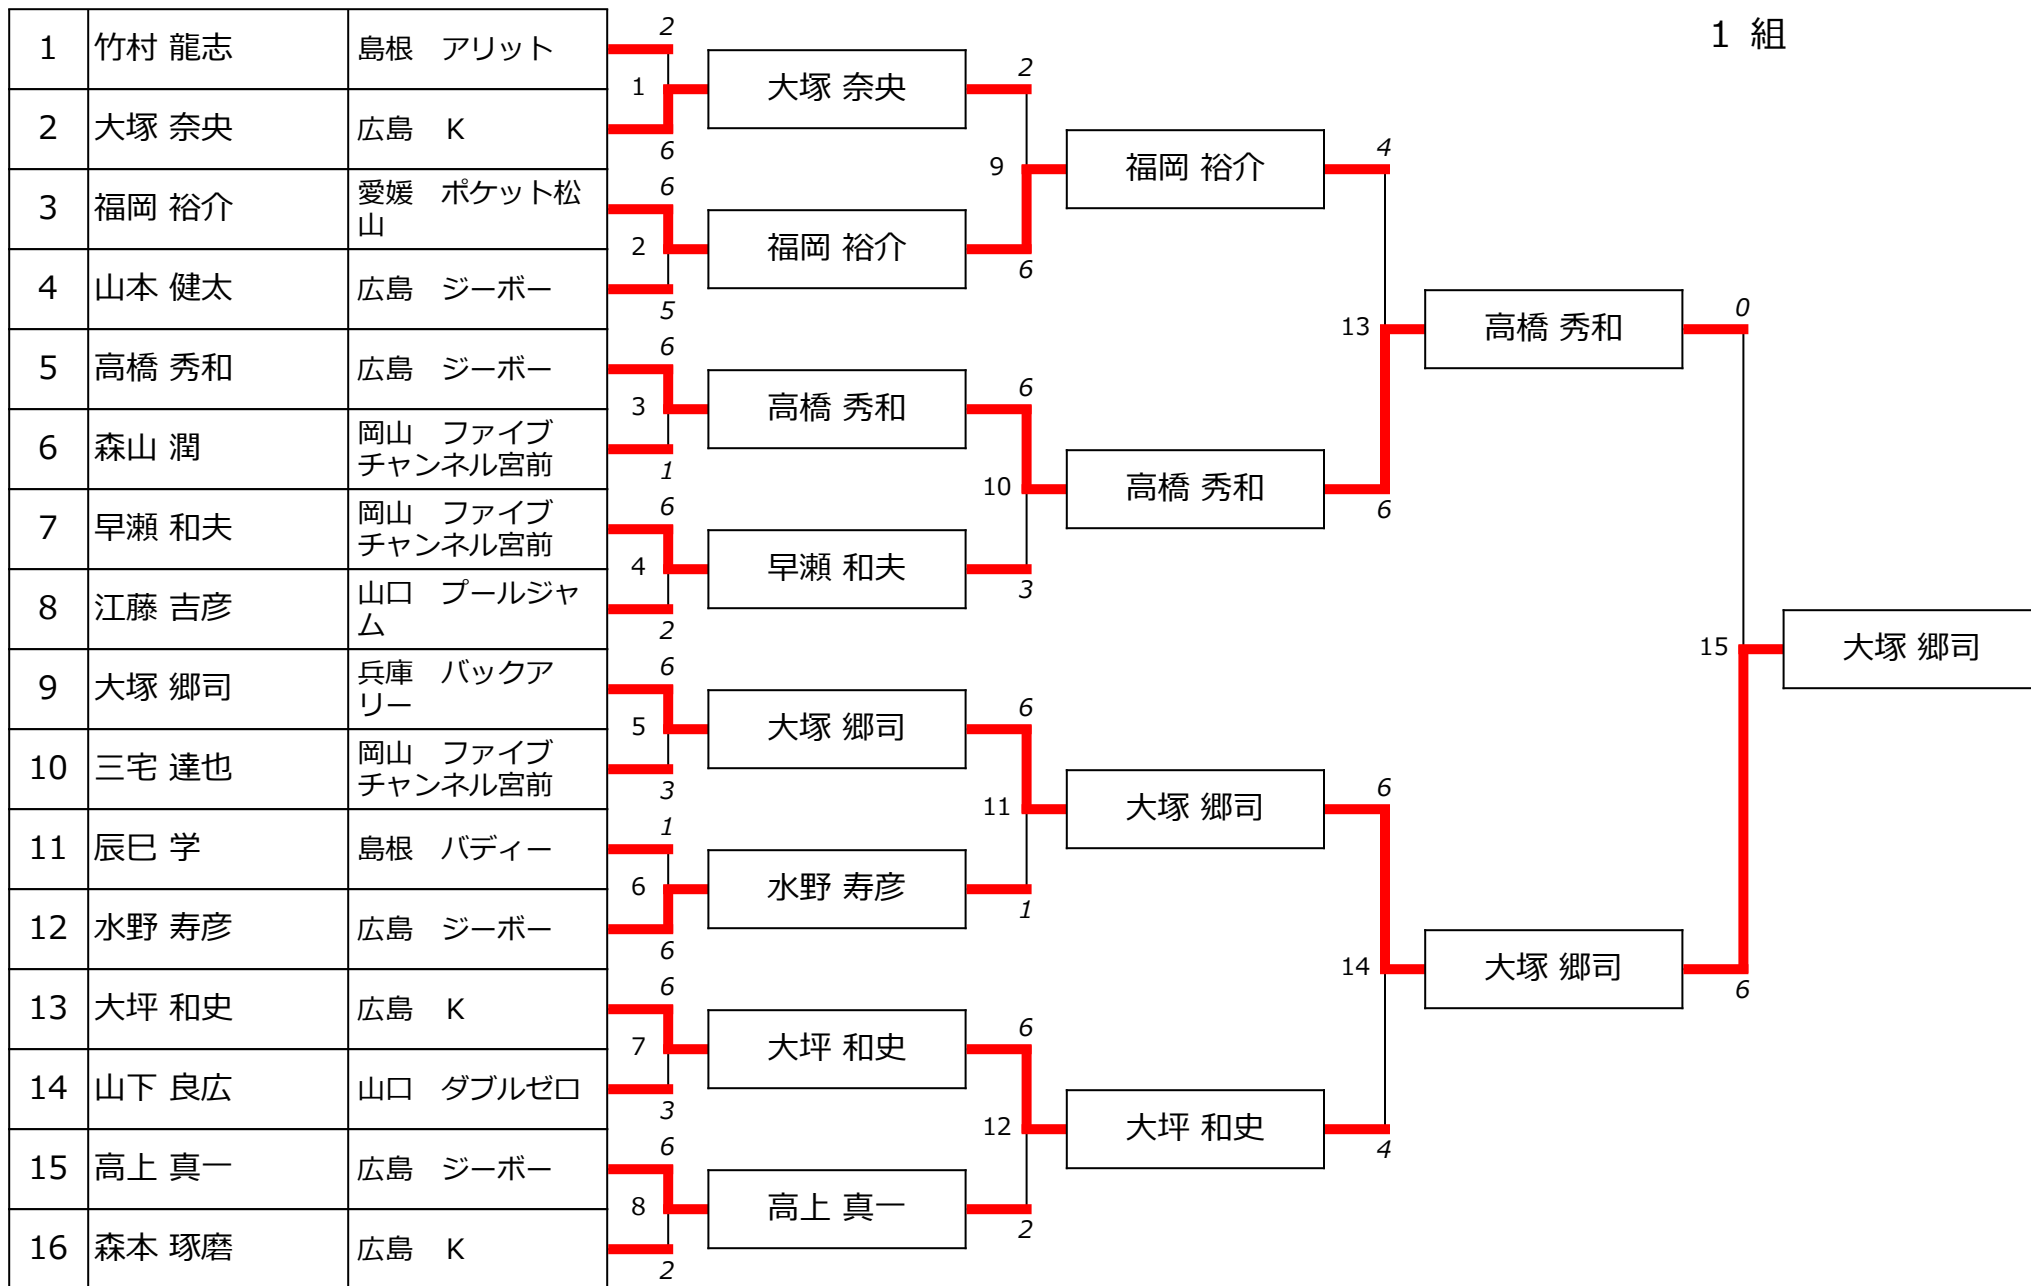 1 組
1 竹村 龍志 島根　アリット
2 大塚 奈央 広島　K
3 福岡 裕介 愛媛　ポケット松
山
4 山本 健太 広島　ジーボー
5 高橋 秀和 広島　ジーボー
6 森山 潤 岡山　ファイブ
チャンネル宮前
7 早瀬 和夫 岡山　ファイブ
チャンネル宮前
8 江藤 吉彦 山口　プールジャ
ム
9 大塚 郷司 兵庫　バックア
リー
10 三宅 達也 岡山　ファイブ
チャンネル宮前
11 辰巳 学 島根　バディー
12 水野 寿彦 広島　ジーボー
13 大坪 和史 広島　K
14 山下 良広 山口　ダブルゼロ
15 高上 真一 広島　ジーボー
16 森本 琢磨 広島　K
2
1
6
6
2
5
6
3
1
6
4
2
6
5
3
1
6
6
6
7
3
6
8
2
大塚 奈央
福岡 裕介
高橋 秀和
早瀬 和夫
大塚 郷司
水野 寿彦
大坪 和史
高上 真一
2
9
6
6
10
3
6
11
1
6
12
2
福岡 裕介
高橋 秀和
大塚 郷司
大坪 和史
4
13
6
6
14
4
高橋 秀和
大塚 郷司
0
15
6
大塚 郷司